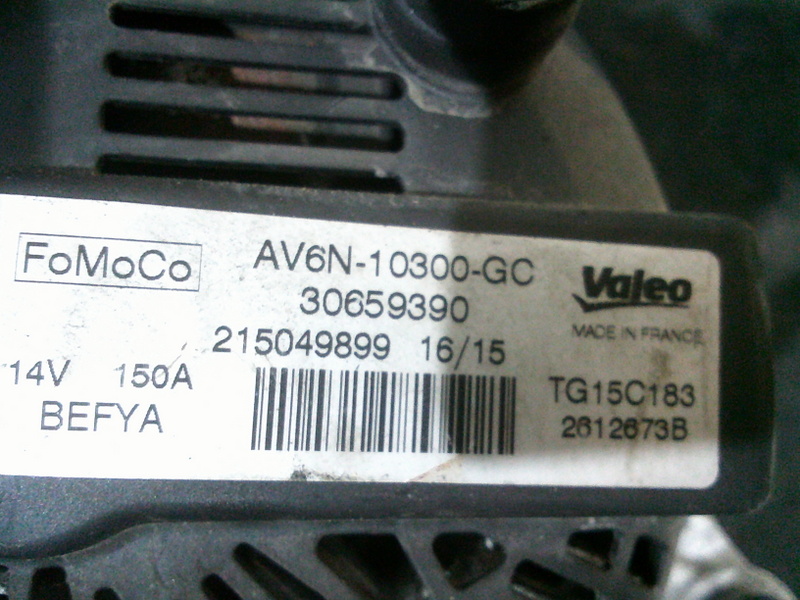 FoMoCo
AV6N-10300-GC
30659390
215049899 16/15
14V 150A
BEFYA
Valeo
MADE IN FRANCE
TG15C183
2612673B